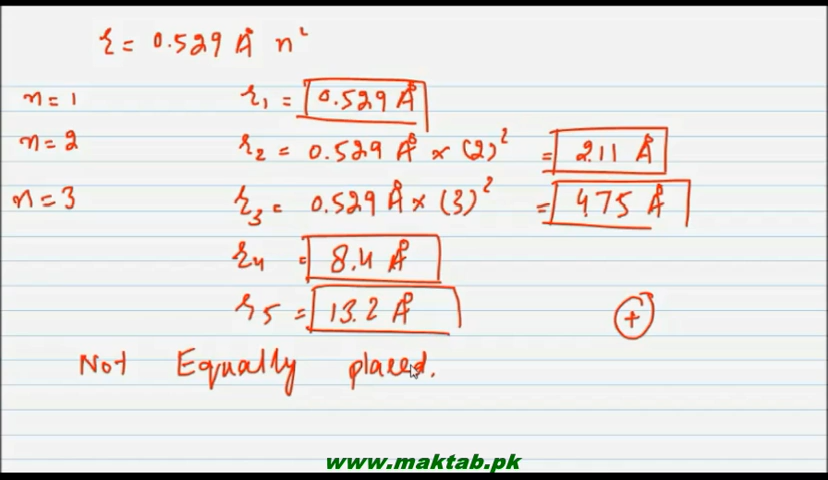 r = 0.529 Å n²
n = 1 r₁ = 0.529 Å
n = 2 r₂ = 0.529 Å × (2)² = 2.11 Å
n = 3 r₃ = 0.529 Å × (3)² = 4.75 Å
r₄ = 8.4 Å
r₅ = 13.2 Å
+
Not Equally placed.
www.maktab.pk